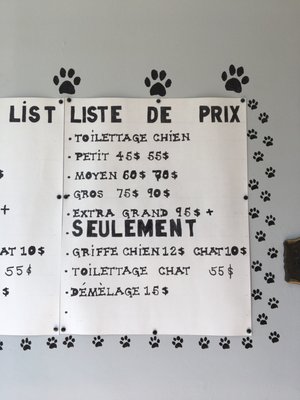 LIST
LISTE DE PRIX
TOILETTAGE CHIEN
PETIT 45$ 55$
MOYEN 60$ 70$
GROS 75$ 90$
EXTRA GRAND 95$ +
SEULEMENT
GRIFFE CHIEN 12$ CHAT 10$
TOILETTAGE CHAT 55$
DÉMÊLAGE 15$
$
+
AT 10$
55$
$